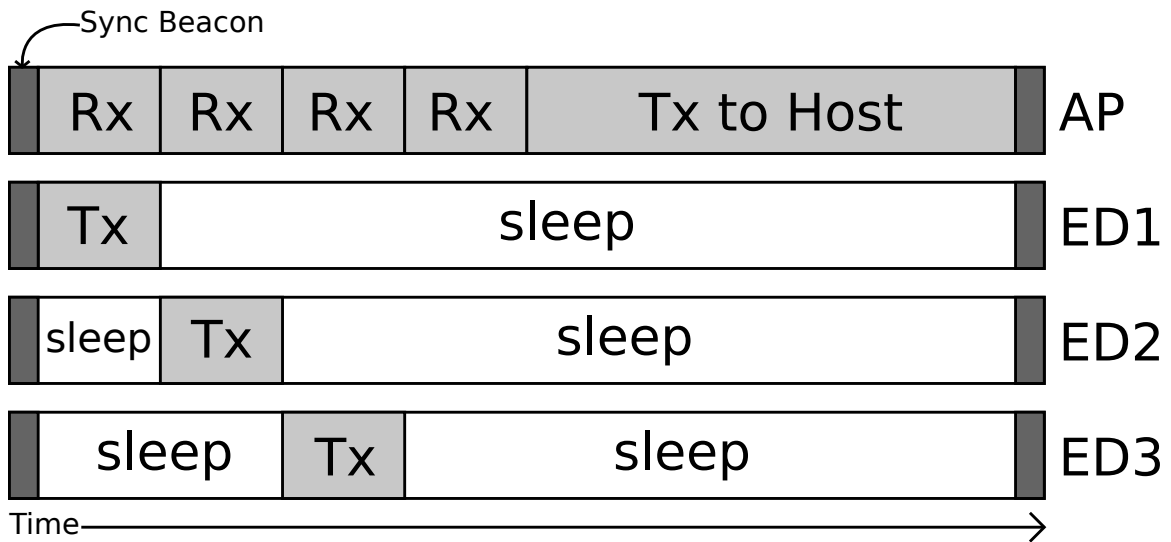 Sync Beacon
Rx Rx Rx Rx Tx to Host AP
Tx sleep ED1
sleep Tx sleep ED2
sleep Tx sleep ED3
Time